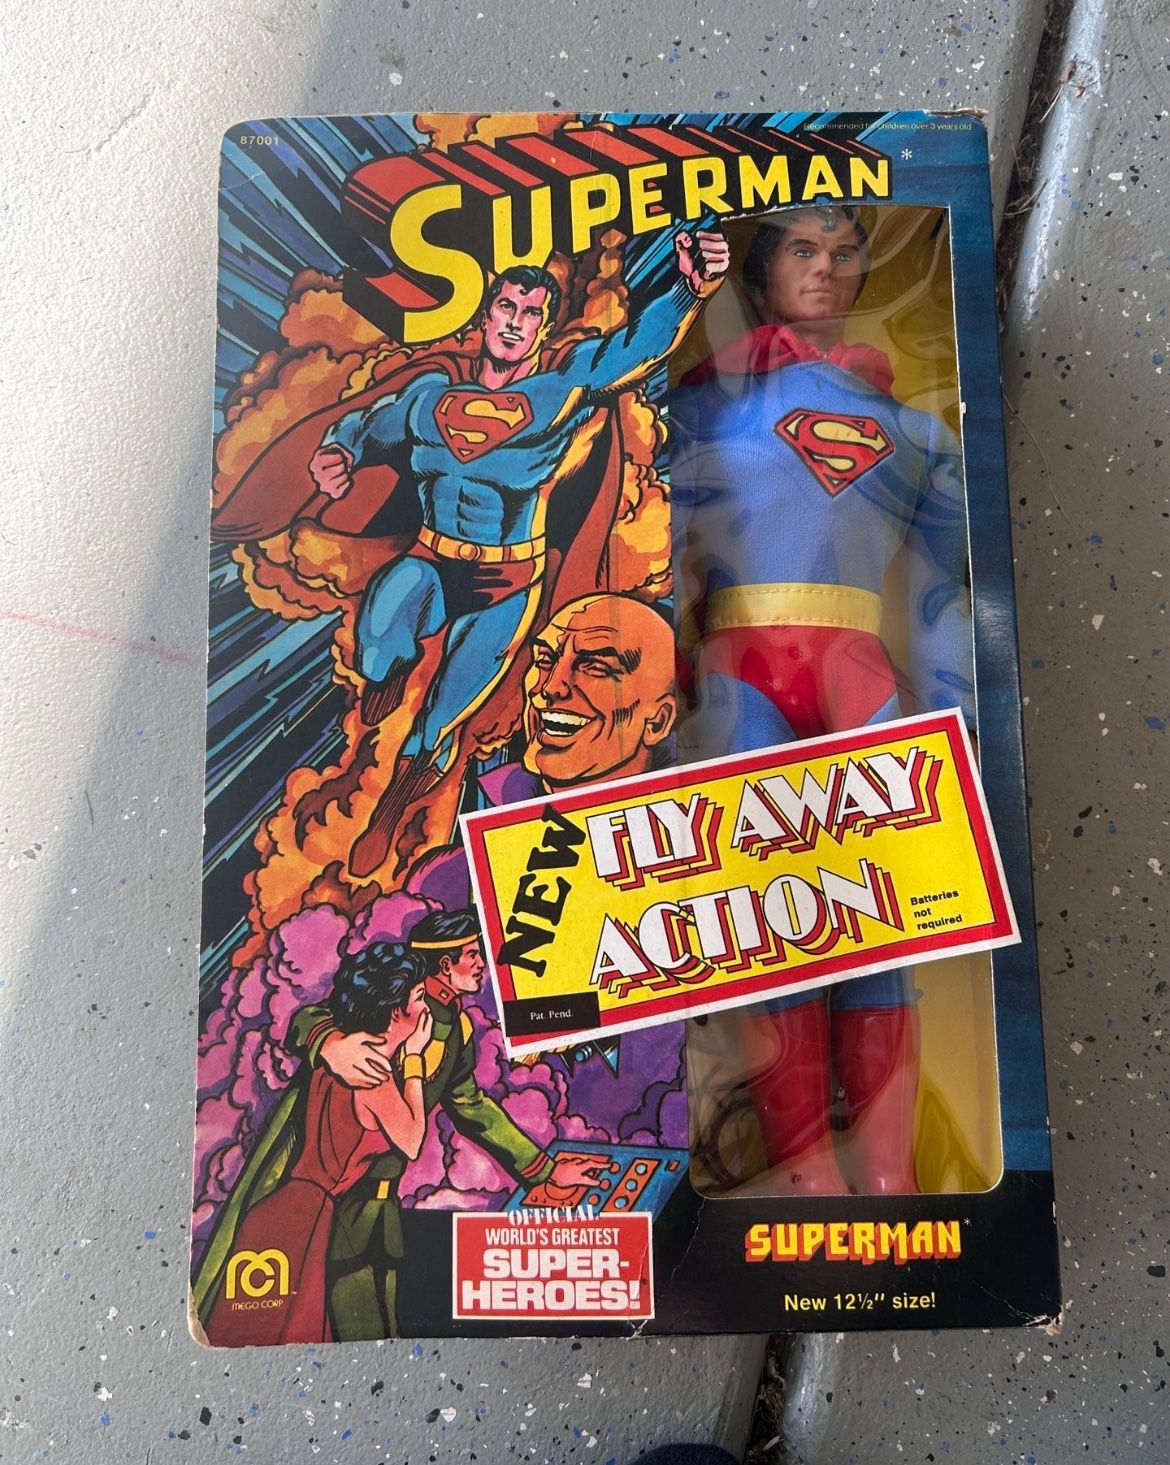 87001
Recommended for children over 3 years old
SUPERMAN*
S
S
NEW
FLY AWAY
ACTION
Batteries
not
required
Pat. Pend.
OFFICIAL
WORLD'S GREATEST
SUPER-
HEROES!
MEGO CORP
SUPERMAN*
New 12½" size!